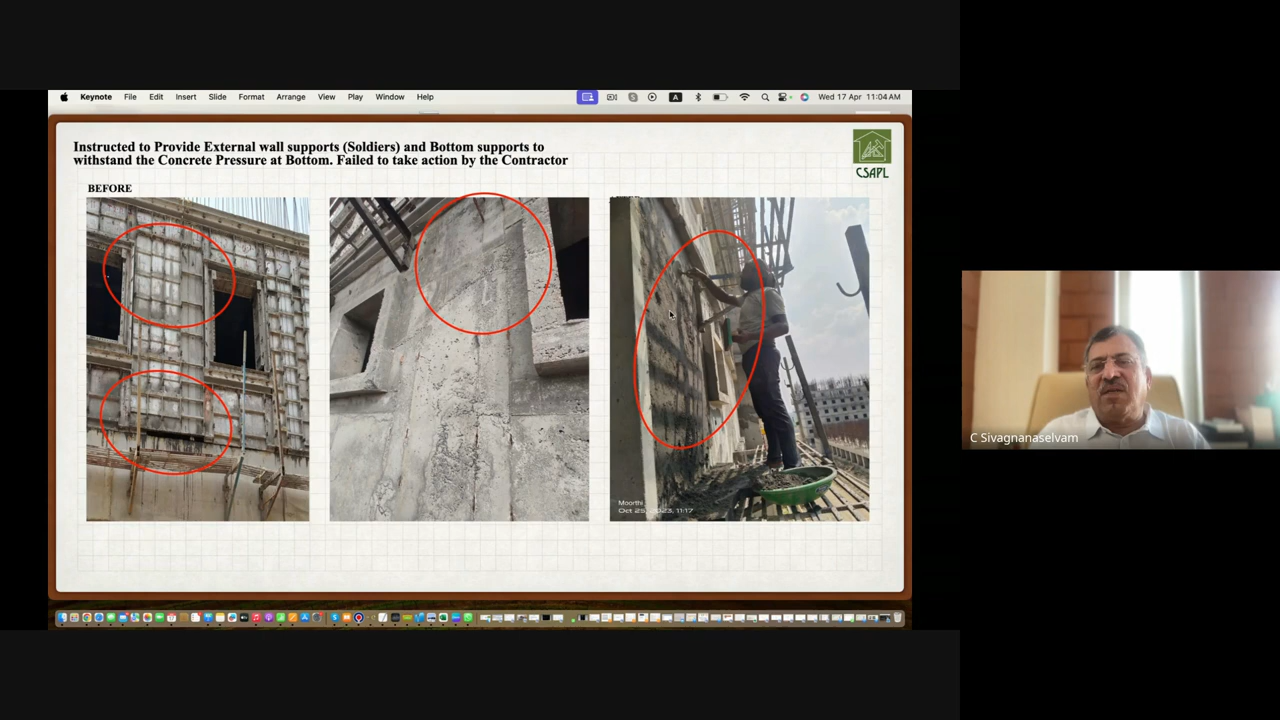 Keynote File Edit Insert Slide Format Arrange View Play Window Help
A
Wed 17 Apr 11:04 AM
Instructed to Provide External wall supports (Soldiers) and Bottom supports to
withstand the Concrete Pressure at Bottom. Failed to take action by the Contractor
CSAPL
BEFORE
Moorthi
Oct 25, 2023, 11:17
C Sivagnanaselvam